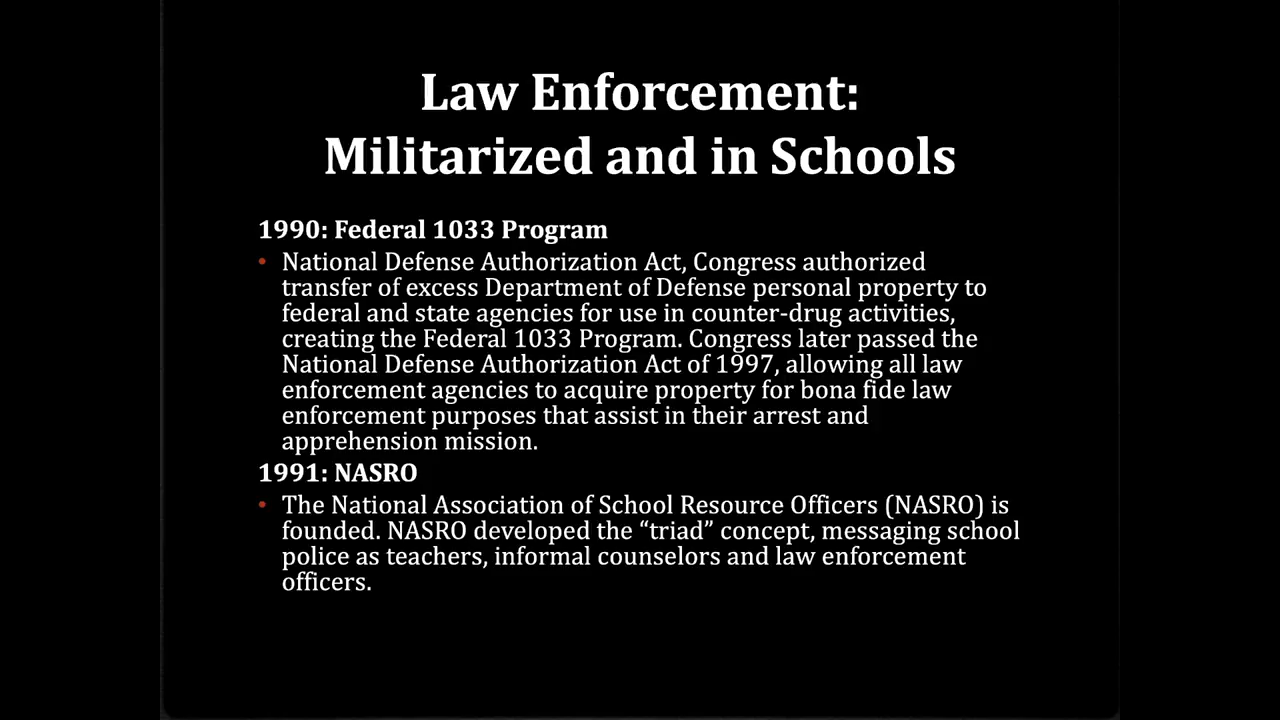 Law Enforcement:
Militarized and in Schools
1990: Federal 1033 Program
• National Defense Authorization Act, Congress authorized
transfer of excess Department of Defense personal property to
federal and state agencies for use in counter-drug activities,
creating the Federal 1033 Program. Congress later passed the
National Defense Authorization Act of 1997, allowing all law
enforcement agencies to acquire property for bona fide law
enforcement purposes that assist in their arrest and
apprehension mission.
1991: NASRO
• The National Association of School Resource Officers (NASRO) is
founded. NASRO developed the “triad” concept, messaging school
police as teachers, informal counselors and law enforcement
officers.